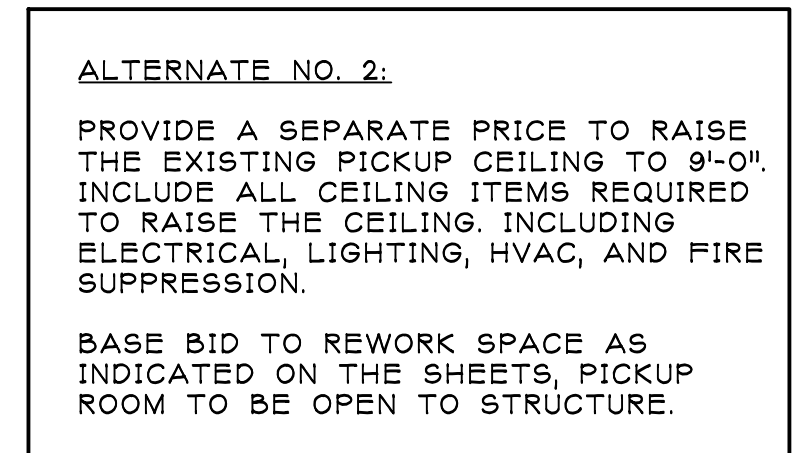 ALTERNATE NO. 2:
PROVIDE A SEPARATE PRICE TO RAISE
THE EXISTING PICKUP CEILING TO 9'-0".
INCLUDE ALL CEILING ITEMS REQUIRED
TO RAISE THE CEILING. INCLUDING
ELECTRICAL, LIGHTING, HVAC, AND FIRE
SUPPRESSION.
BASE BID TO REWORK SPACE AS
INDICATED ON THE SHEETS, PICKUP
ROOM TO BE OPEN TO STRUCTURE.